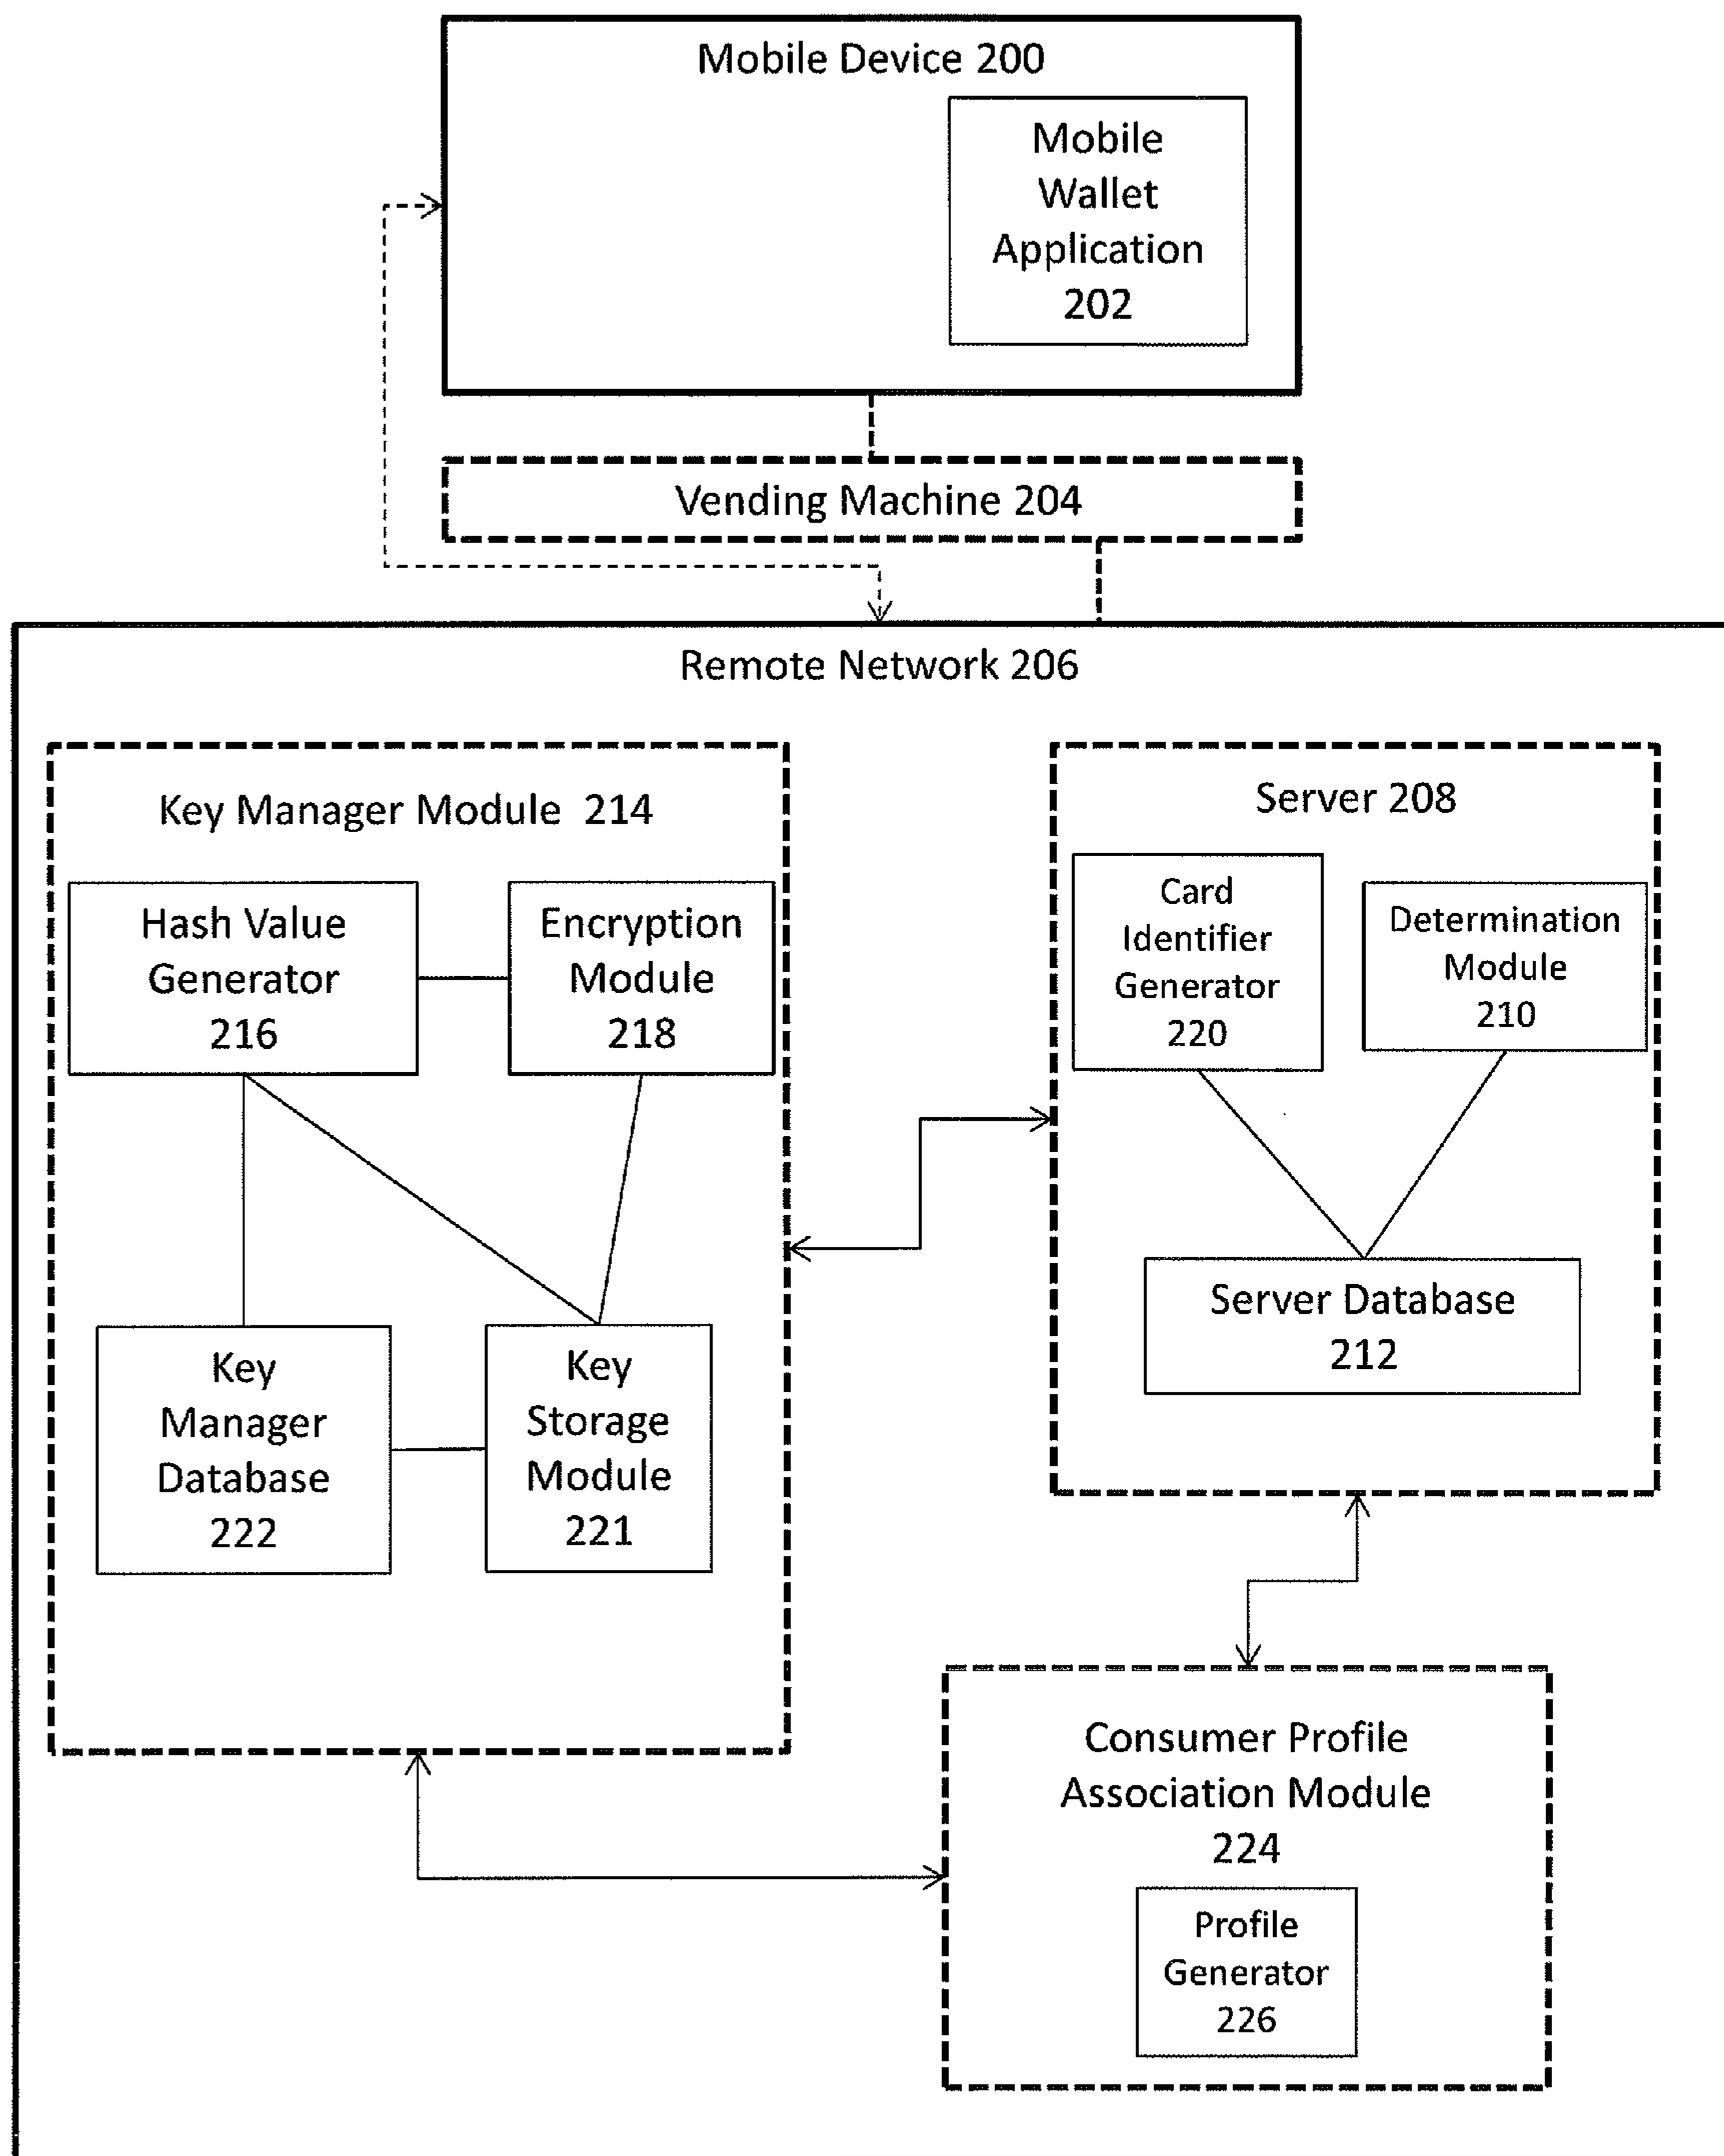 Mobile Device 200
Mobile
Wallet
Application
202
Vending Machine 204
Remote Network 206
Key Manager Module 214
Hash Value
Generator
216
Encryption
Module
218
Key
Manager
Database
222
Key
Storage
Module
221
Server 208
Card
Identifier
Generator
220
Determination
Module
210
Server Database
212
Consumer Profile
Association Module
224
Profile
Generator
226